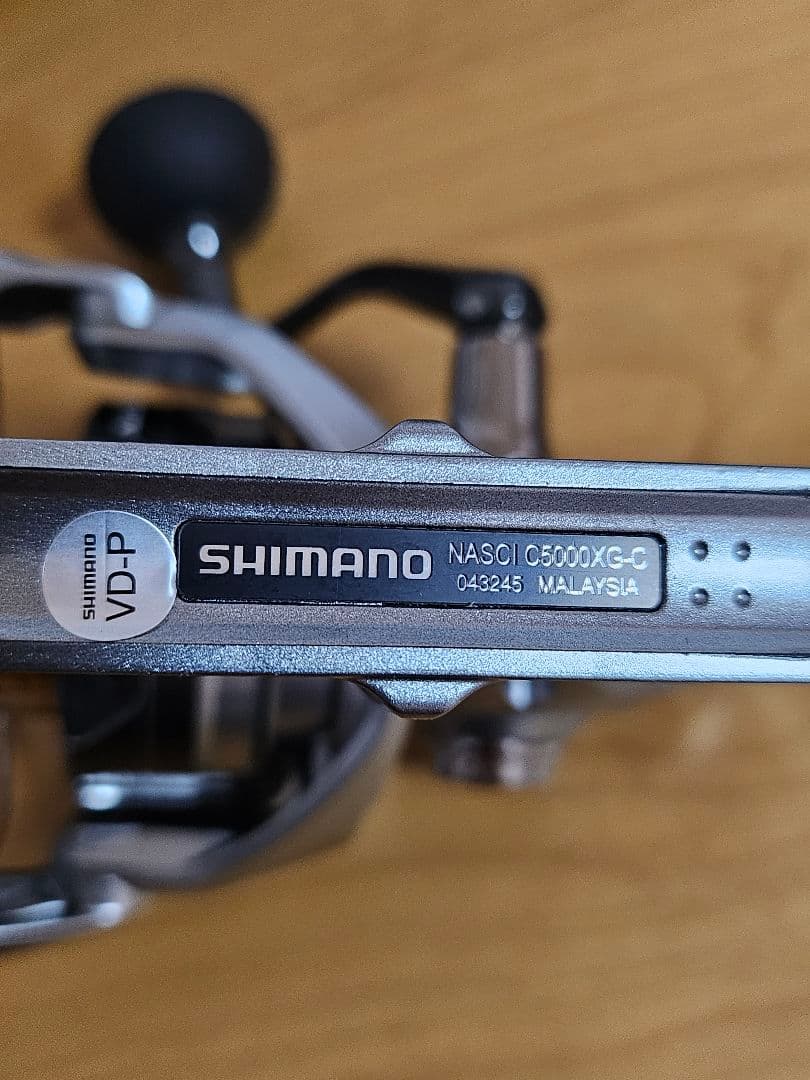 SHIMANO
VD-P
SHIMANO
NASCI C5000XG-C
043245 MALAYSIA